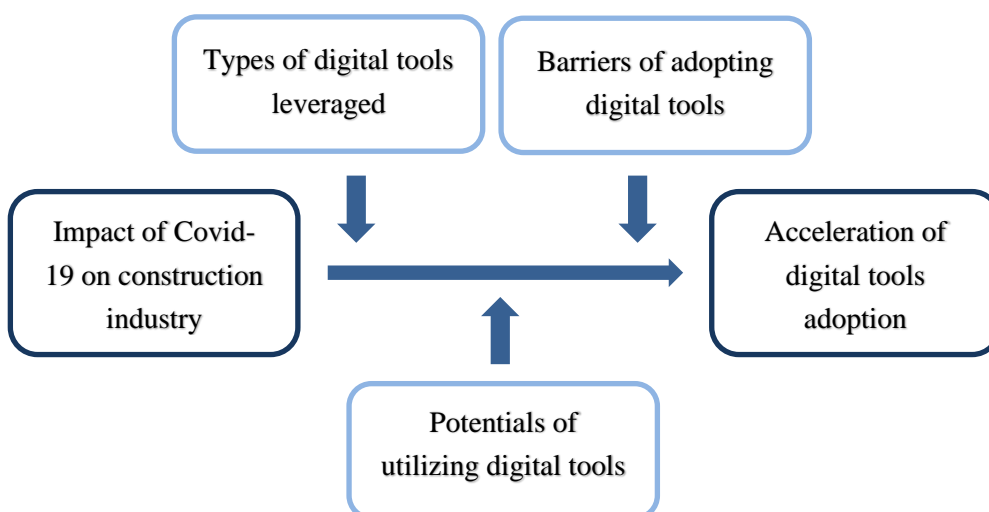 Types of digital tools
leveraged
Barriers of adopting
digital tools
Impact of Covid-
19 on construction
industry
Acceleration of
digital tools
adoption
Potentials of
utilizing digital tools